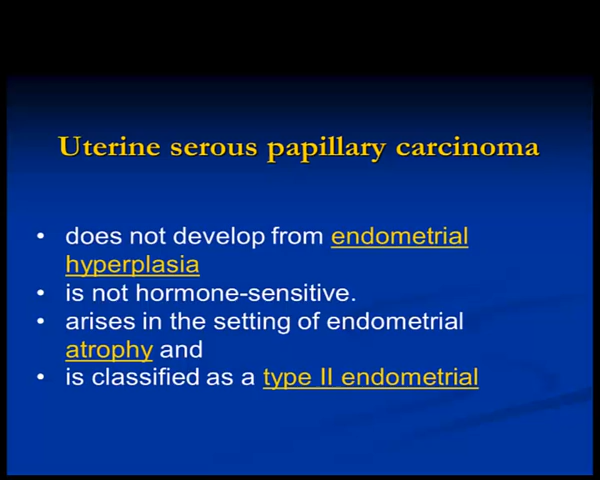 Uterine serous papillary carcinoma
• does not develop from endometrial
hyperplasia
• is not hormone-sensitive.
• arises in the setting of endometrial
atrophy and
• is classified as a type II endometrial